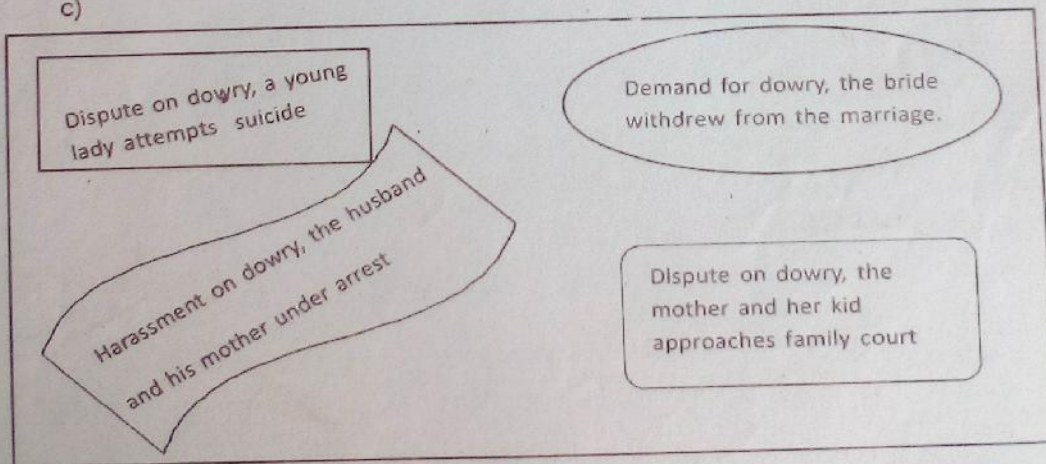 c)
Dispute on dowry, a young
lady attempts suicide
Demand for dowry, the bride
withdrew from the marriage.
Harassment on dowry, the husband
and his mother under arrest
Dispute on dowry, the
mother and her kid
approaches family court